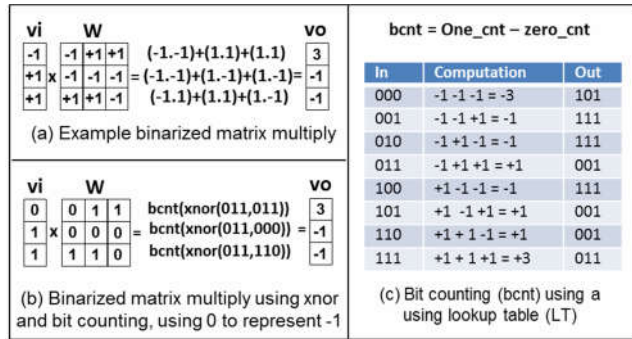 vi W vo
-1 -1 +1 +1 (-1.-1)+(1.1)+(1.1) 3
+1 x -1 -1 -1 = (-1.-1)+(1.-1)+(1.-1)= -1
+1 +1 +1 -1 (-1.1)+(1.1)+(1.-1) -1
(a) Example binarized matrix multiply
vi W vo
0 0 1 1 bcnt(xnor(011,011)) 3
1 x 0 0 0 = bcnt(xnor(011,000)) = -1
1 1 1 0 bcnt(xnor(011,110)) -1
(b) Binarized matrix multiply using xnor
and bit counting, using 0 to represent -1
bcnt = One_cnt – zero_cnt
In Computation Out
000 -1 -1 -1 = -3 101
001 -1 -1 +1 = -1 111
010 -1 +1 -1 = -1 111
011 -1 +1 +1 = +1 001
100 +1 -1 -1 = -1 111
101 +1 -1 +1 = +1 001
110 +1 + 1 -1 = +1 001
111 +1 + 1 +1 = +3 011
(c) Bit counting (bcnt) using a
using lookup table (LT)